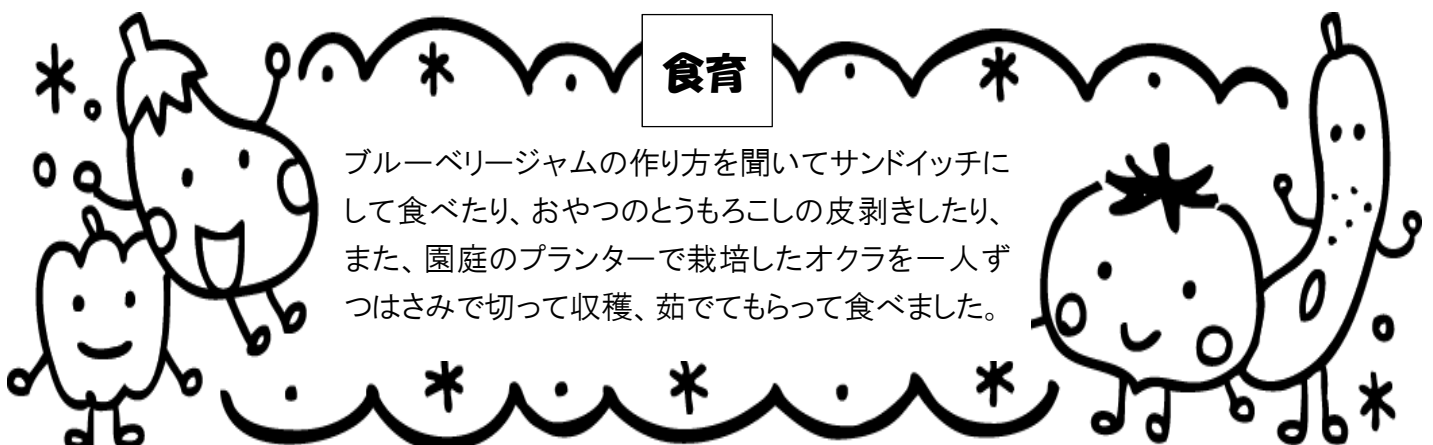 食育
ブルーベリージャムの作り方を聞いてサンドイッチに
して食べたり、おやつのとうもろこしの皮剥きしたり、
また、園庭のプランターで栽培したオクラを一人ず
つはさみで切って収穫、茹でてもらって食べました。